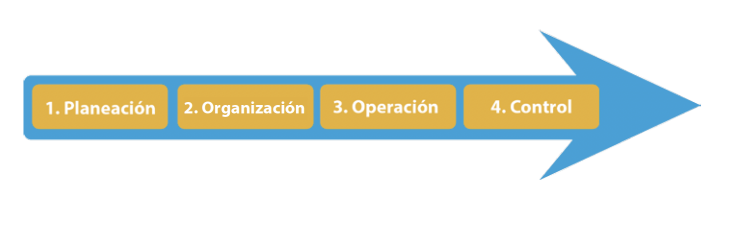 1. Planeación
2. Organización
3. Operación
4. Control